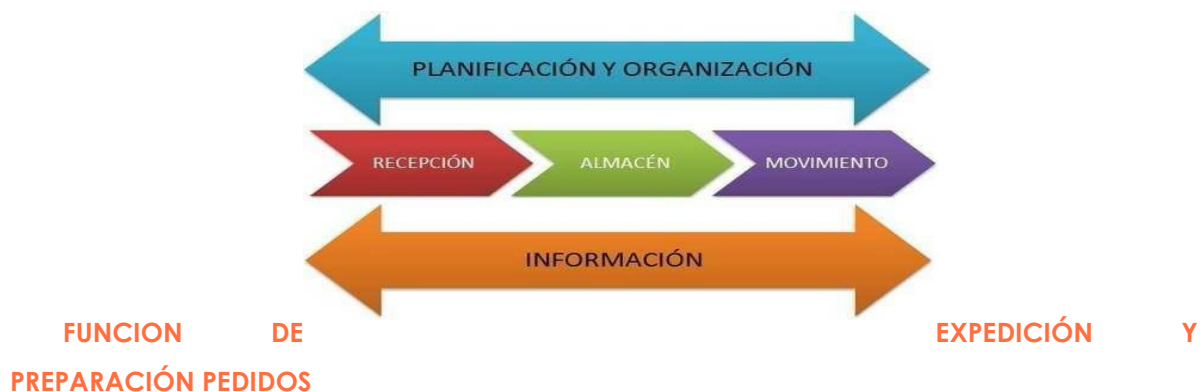 PLANIFICACIÓN Y ORGANIZACIÓN
RECEPCIÓN ALMACÉN MOVIMIENTO
INFORMACIÓN
FUNCION DE EXPEDICIÓN Y
PREPARACIÓN PEDIDOS